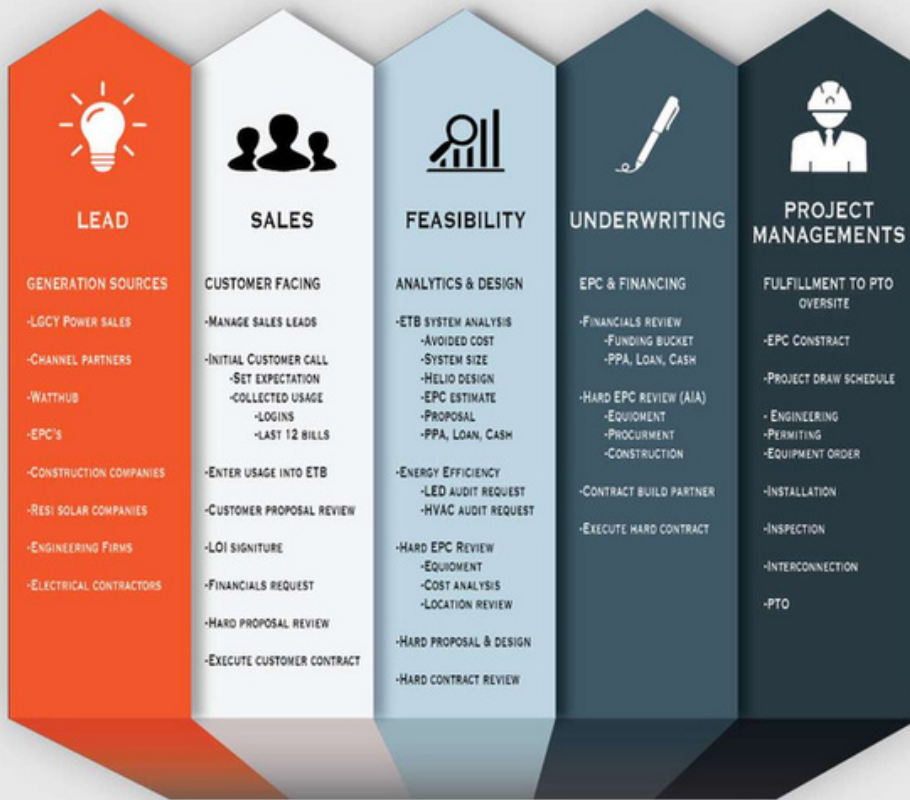 LEAD
GENERATION SOURCES
-LGCY POWER SALES
-CHANNEL PARTNERS
-WATTHUB
-EPC'S
-CONSTRUCTION COMPANIES
-RESI SOLAR COMPANIES
-ENGINEERING FIRMS
-ELECTRICAL CONTRACTORS
SALES
CUSTOMER FACING
-MANAGE SALES LEADS
-INITIAL CUSTOMER CALL
-SET EXPECTATION
-COLLECTED USAGE
-LOGINS
-LAST 12 BILLS
-ENTER USAGE INTO ETB
-CUSTOMER PROPOSAL REVIEW
-LOI SIGNITURE
-FINANCIALS REQUEST
-HARD PROPOSAL REVIEW
-EXECUTE CUSTOMER CONTRACT
FEASIBILITY
ANALYTICS & DESIGN
-ETB SYSTEM ANALYSIS
-AVOIDED COST
-SYSTEM SIZE
-HELIO DESIGN
-EPC ESTIMATE
-PROPOSAL
-PPA, LOAN, CASH
-ENERGY EFFICIENCY
-LED AUDIT REQUEST
-HVAC AUDIT REQUEST
-HARD EPC REVIEW
-EQUIOMENT
-COST ANALYSIS
-LOCATION REVIEW
-HARD PROPOSAL & DESIGN
-HARD CONTRACT REVIEW
UNDERWRITING
EPC & FINANCING
-FINANCIALS REVIEW
-FUNDING BUCKET
-PPA, LOAN, CASH
-HARD EPC REVIEW (AIA)
-EQUIOMENT
-PROCURMENT
-CONSTRUCTION
-CONTRACT BUILD PARTNER
-EXECUTE HARD CONTRACT
PROJECT
MANAGEMENTS
FULFILLMENT TO PTO
OVERSITE
-EPC CONSTRACT
-PROJECT DRAW SCHEDULE
- ENGINEERING
-PERMITING
-EQUIPMENT ORDER
-INSTALLATION
-INSPECTION
-INTERCONNECTION
-PTO